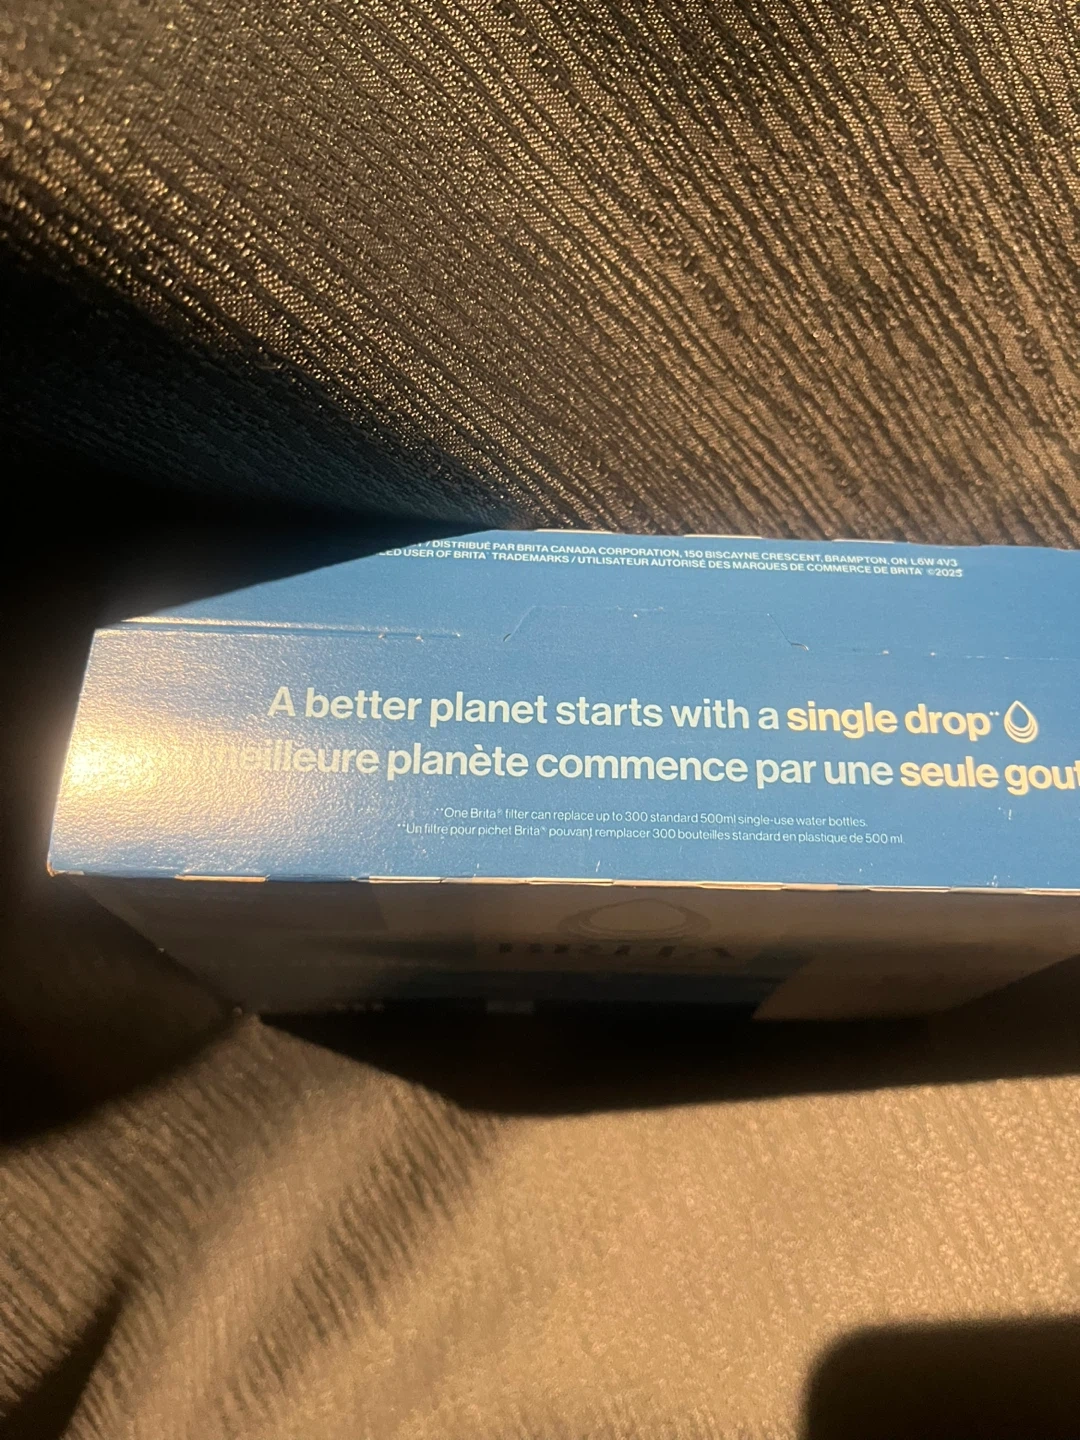 / DISTRIBUÉ PAR BRITA CANADA CORPORATION, 150 BISCAYNE CRESCENT, BRAMPTON, ON L6W 4V3
USER OF BRITA® TRADEMARKS / UTILISATEUR AUTORISÉ DES MARQUES DE COMMERCE DE BRITA® ©2025
A better planet starts with a single drop**
meilleure planète commence par une seule gout
**One Brita® filter can replace up to 300 standard 500ml single-use water bottles.
**Un filtre pour pichet Brita® pouvant remplacer 300 bouteilles standard en plastique de 500 ml.
BRITA